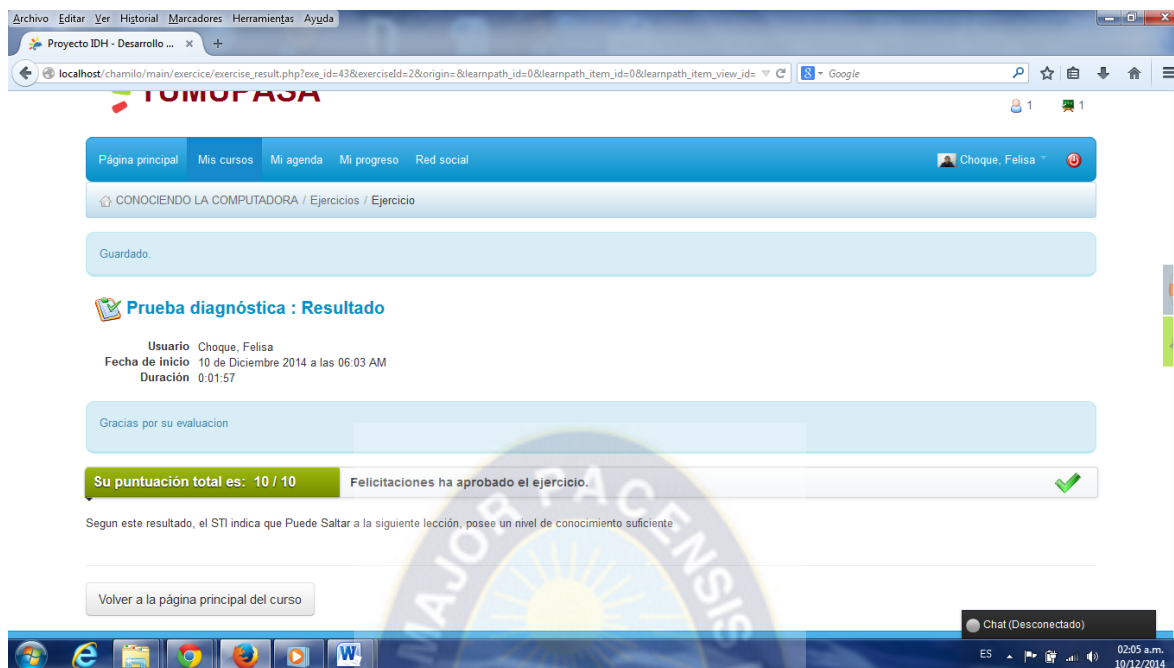 Archivo Editar Ver Historial Marcadores Herramientas Ayuda
Proyecto IDH - Desarrollo ... × +
localhost/chamilo/main/exercice/exercise_result.php?exe_id=43&exerciseId=2&origin=&learnpath_id=0&learnpath_item_id=0&learnpath_item_view_id= Google
TUMUPASA
1 1
Página principal Mis cursos Mi agenda Mi progreso Red social Choque, Felisa
CONOCIENDO LA COMPUTADORA / Ejercicios / Ejercicio
Guardado.
Prueba diagnóstica : Resultado
Usuario Choque, Felisa
Fecha de inicio 10 de Diciembre 2014 a las 06:03 AM
Duración 0:01:57
Gracias por su evaluacion
Su puntuación total es: 10 / 10 Felicitaciones ha aprobado el ejercicio.
Segun este resultado, el STI indica que Puede Saltar a la siguiente lección, posee un nivel de conocimiento suficiente
Volver a la página principal del curso
MAJOR PACENSIS
Chat (Desconectado)
ES 02:05 a.m.
10/12/2014